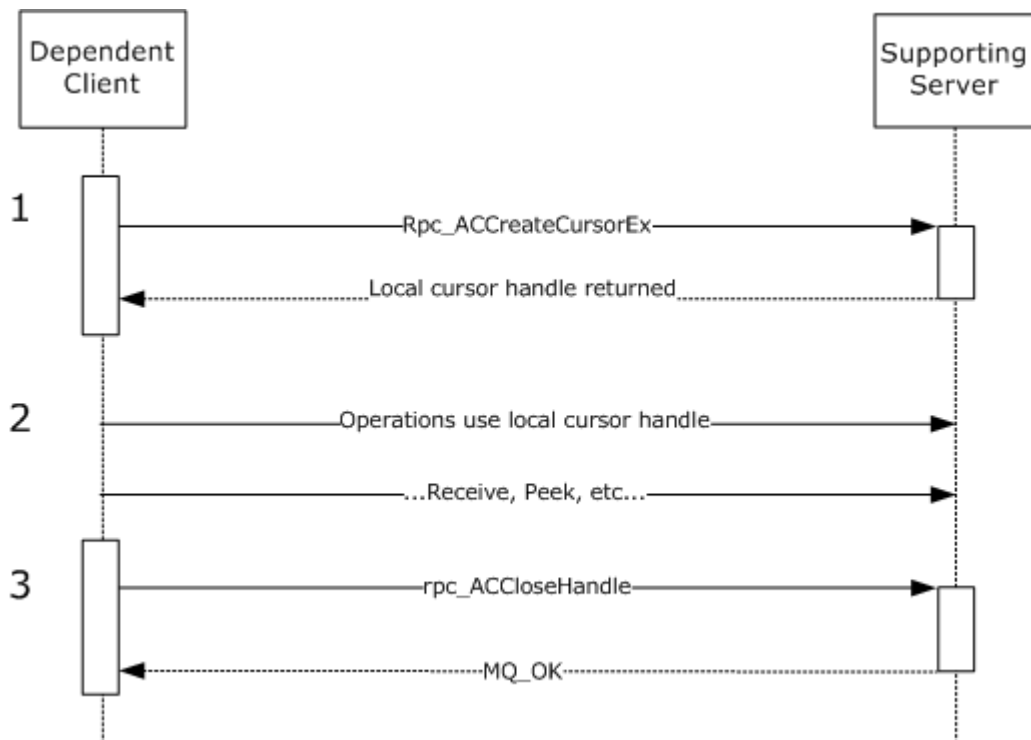 Dependent
Client
Supporting
Server
1
Rpc_ACCreateCursorEx
Local cursor handle returned
2
Operations use local cursor handle
...Receive, Peek, etc...
3
rpc_ACCloseHandle
MQ_OK